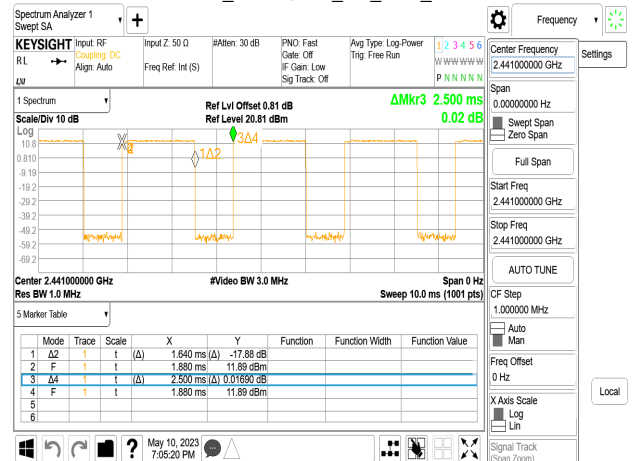 Spectrum Analyzer 1
Swept SA
Frequency
KEYSIGHT
RL
Input: RF
Coupling: DC
Align: Auto
Input Z: 50 Ω
Freq Ref: Int (S)
#Atten: 30 dB
PNO: Fast
Gate: Off
IF Gain: Low
Sig Track: Off
Avg Type: Log-Power
Trig: Free Run
1 2 3 4 5 6
W W W W W W
P N N N N N
1 Spectrum
Scale/Div 10 dB
Ref Lvl Offset 0.81 dB
Ref Level 20.81 dBm
ΔMkr3 2.500 ms
0.02 dB
Log
10.8
0.810
-9.19
-19.2
-29.2
-39.2
-49.2
-59.2
-69.2
1Δ2
3Δ4
Center 2.441000000 GHz
Res BW 1.0 MHz
#Video BW 3.0 MHz
Span 0 Hz
Sweep 10.0 ms (1001 pts)
5 Marker Table
Mode Trace Scale X Y Function Function Width Function Value
1 Δ2 1 t (Δ) 1.640 ms (Δ) -17.88 dB
2 F 1 t 1.880 ms 11.89 dBm
3 Δ4 1 t (Δ) 2.500 ms (Δ) 0.01690 dB
4 F 1 t 1.880 ms 11.89 dBm
5
6
May 10, 2023
7:05:20 PM
Center Frequency
2.441000000 GHz
Settings
Span
0.00000000 Hz
Swept Span
Zero Span
Full Span
Start Freq
2.441000000 GHz
Stop Freq
2.441000000 GHz
AUTO TUNE
CF Step
1.000000 MHz
Auto
Man
Freq Offset
0 Hz
X Axis Scale
Log
Lin
Local
Signal Track
(Span Zoom)